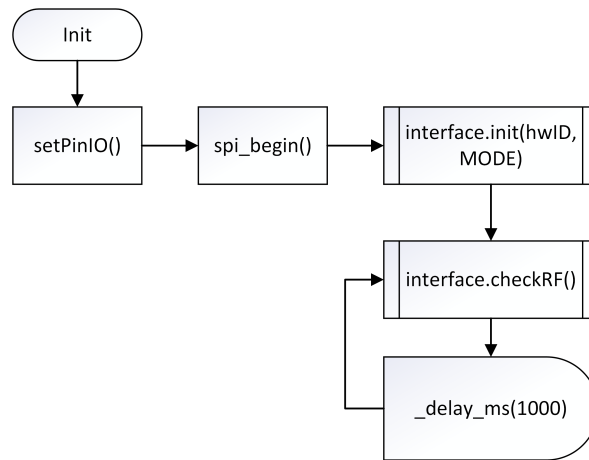 Init
setPinIO()
spi_begin()
interface.init(hwID,
MODE)
interface.checkRF()
_delay_ms(1000)